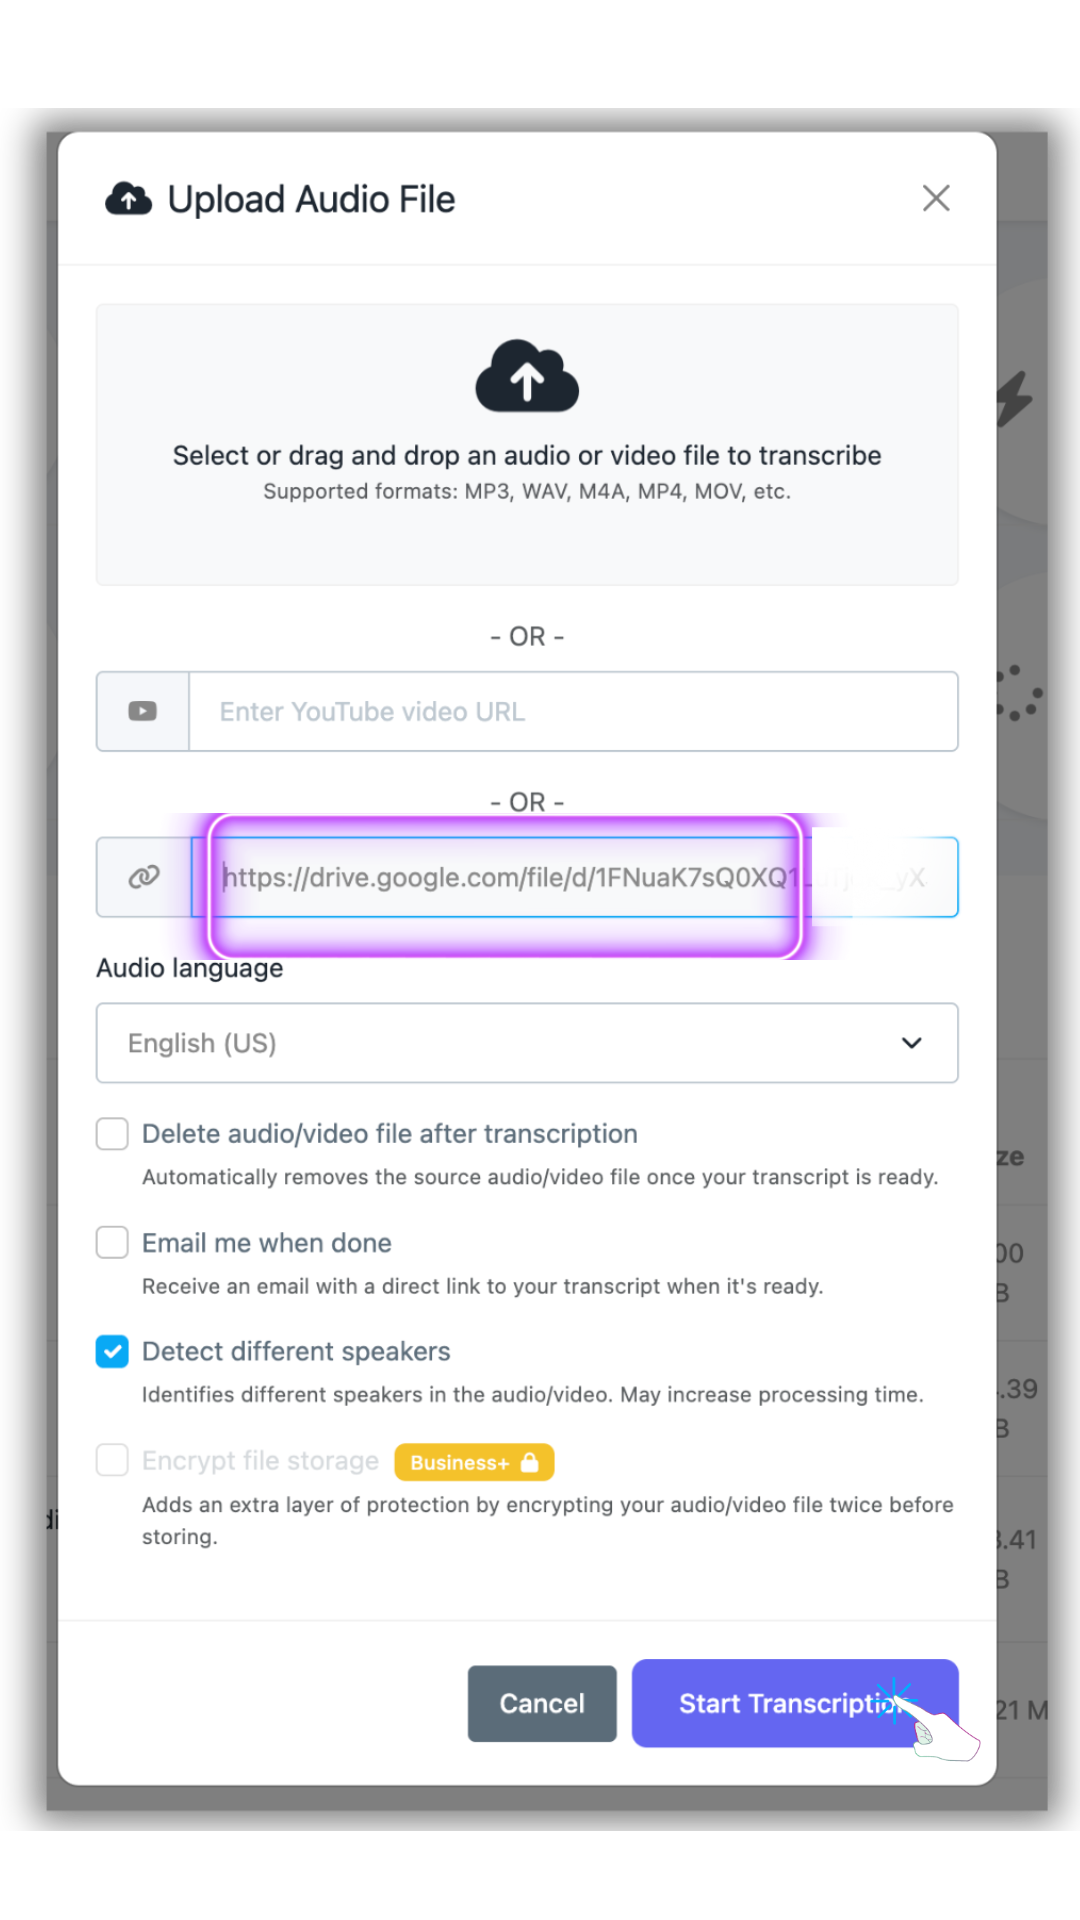 Upload Audio File
Select or drag and drop an audio or video file to transcribe
Supported formats: MP3, WAV, M4A, MP4, MOV, etc.
- OR -
Enter YouTube video URL
- OR -
https://drive.google.com/file/d/1FNuaK7sQ0XQ1
Audio language
English (US)
Delete audio/video file after transcription
Automatically removes the source audio/video file once your transcript is ready.
Email me when done
Receive an email with a direct link to your transcript when it's ready.
Detect different speakers
Identifies different speakers in the audio/video. May increase processing time.
Encrypt file storage Business+
Adds an extra layer of protection by encrypting your audio/video file twice before
storing.
Cancel
Start Transcription
ze
00
B
.39
B
di
3.41
B
21 M